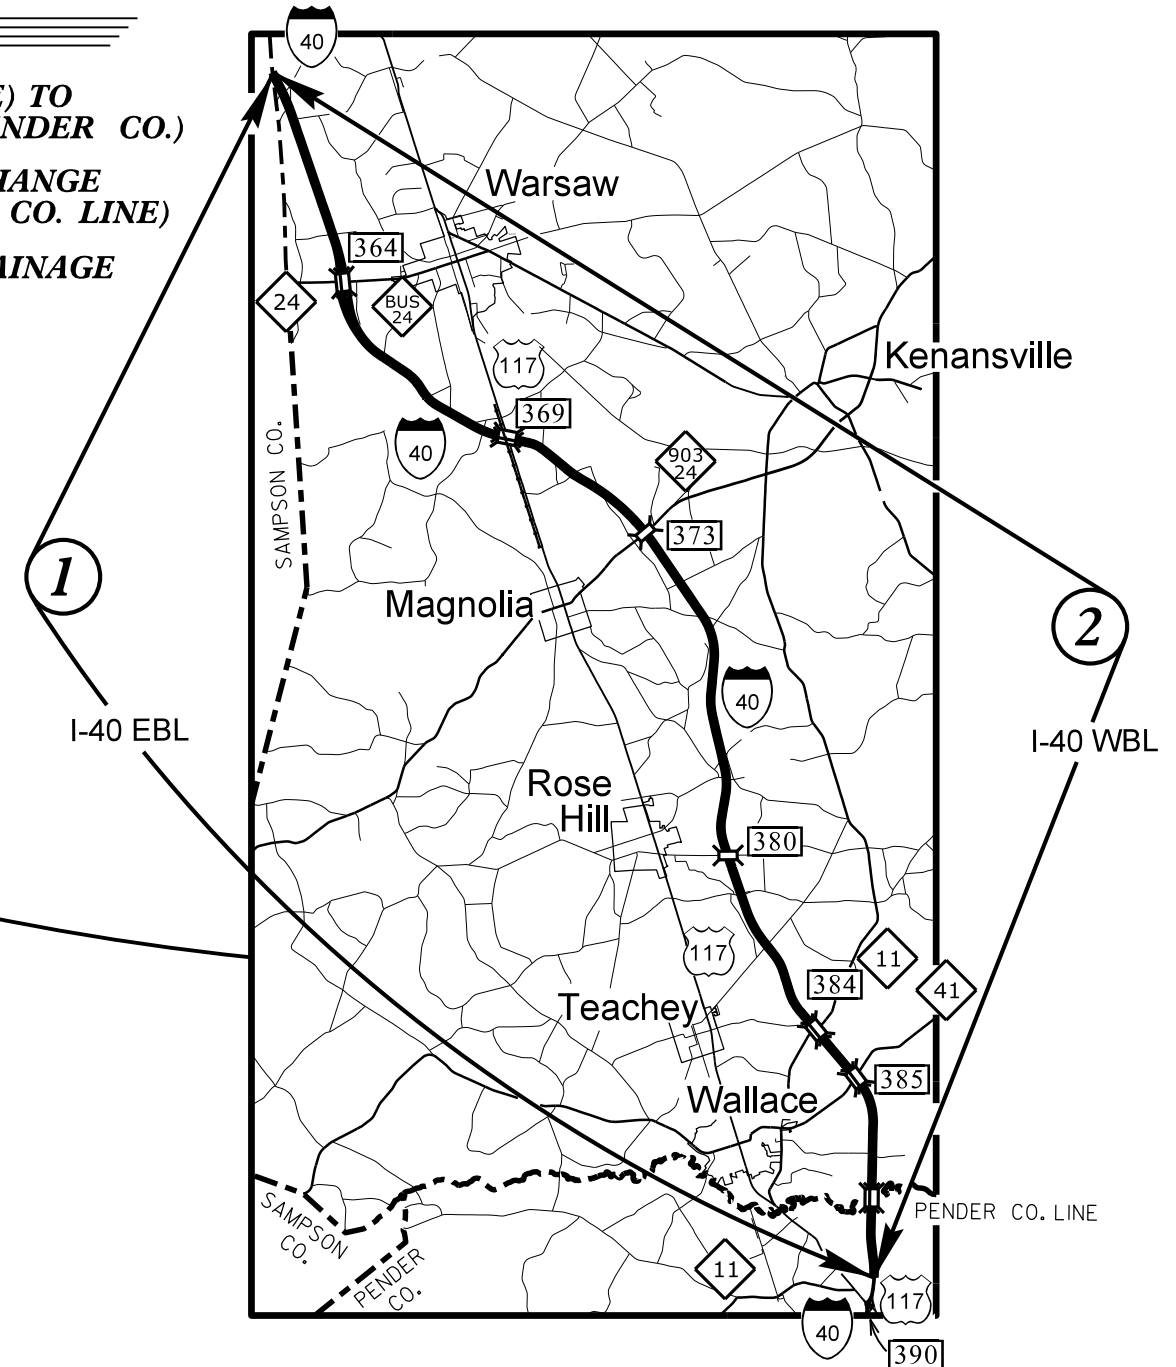 40
E) TO
NDER CO.)
HANGE
CO. LINE)
AINAGE
Warsaw
364
24
BUS
24
117
Kenansville
369
40
SAMPSON CO.
903
24
373
1
Magnolia
2
40
I-40 EBL
I-40 WBL
Rose
Hill
380
117
11
384
41
Teachey
385
Wallace
SAMPSON
CO.
PENDER CO. LINE
PENDER
CO.
11
117
40
390